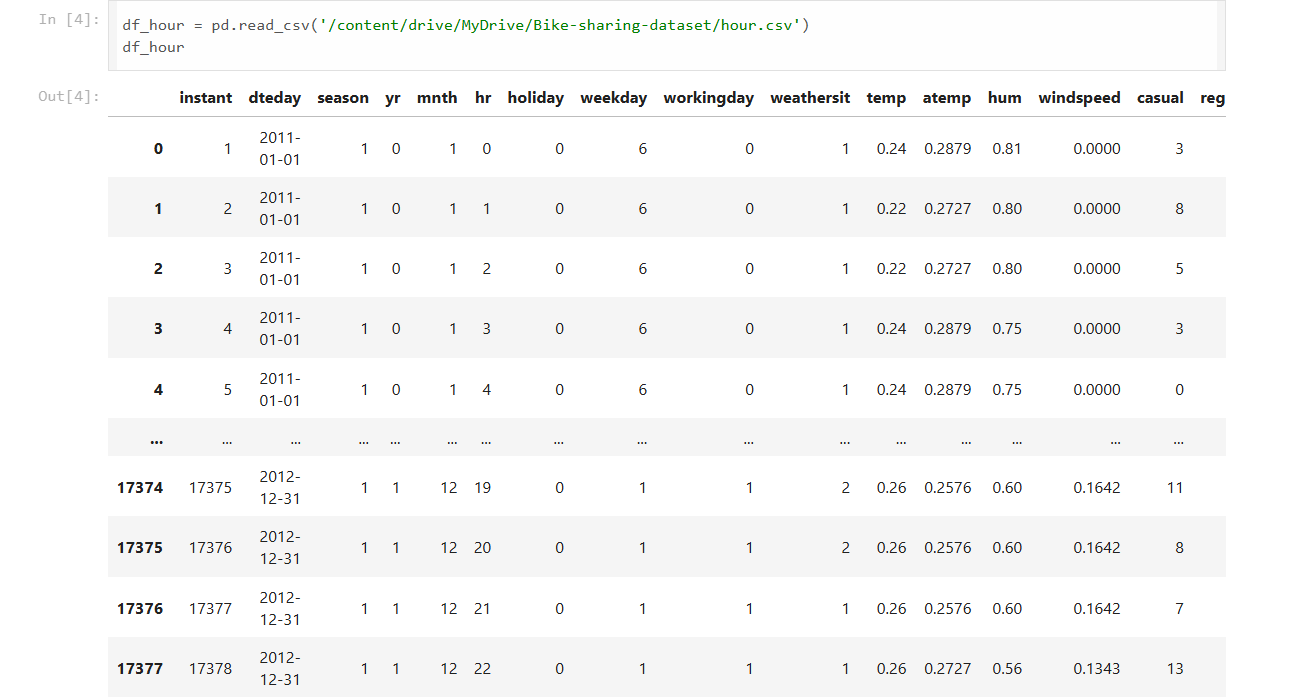 In [4]: df_hour = pd.read_csv('/content/drive/MyDrive/Bike-sharing-dataset/hour.csv')
df_hour
Out[4]: instant dteday season yr mnth hr holiday weekday workingday weathersit temp atemp hum windspeed casual reg
0 1 2011-01-01 1 0 1 0 0 6 0 1 0.24 0.2879 0.81 0.0000 3
1 2 2011-01-01 1 0 1 1 0 6 0 1 0.22 0.2727 0.80 0.0000 8
2 3 2011-01-01 1 0 1 2 0 6 0 1 0.22 0.2727 0.80 0.0000 5
3 4 2011-01-01 1 0 1 3 0 6 0 1 0.24 0.2879 0.75 0.0000 3
4 5 2011-01-01 1 0 1 4 0 6 0 1 0.24 0.2879 0.75 0.0000 0
... ... ... ... ... ... ... ... ... ... ... ... ... ... ... ...
17374 17375 2012-12-31 1 1 12 19 0 1 1 2 0.26 0.2576 0.60 0.1642 11
17375 17376 2012-12-31 1 1 12 20 0 1 1 2 0.26 0.2576 0.60 0.1642 8
17376 17377 2012-12-31 1 1 12 21 0 1 1 1 0.26 0.2576 0.60 0.1642 7
17377 17378 2012-12-31 1 1 12 22 0 1 1 1 0.26 0.2727 0.56 0.1343 13